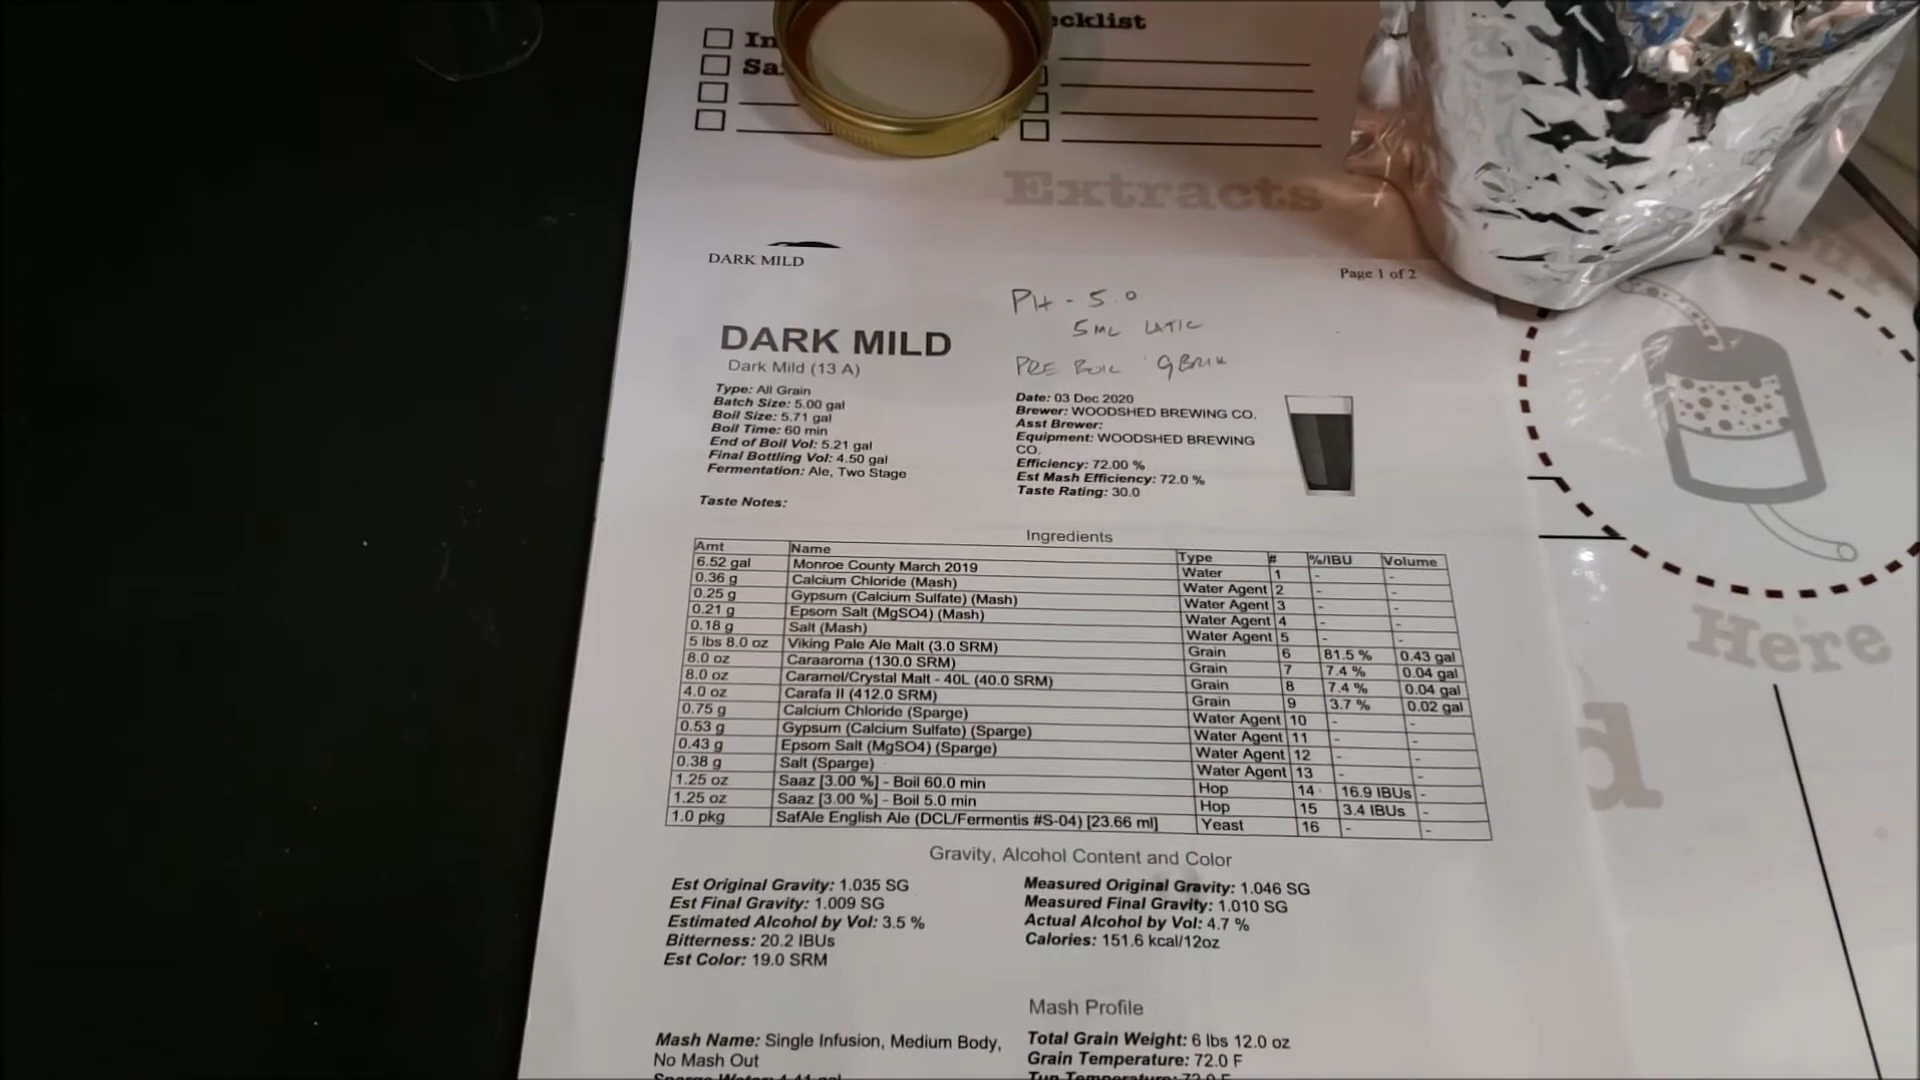 ecklist
In
Sa
Extracts
DARK MILD
Page 1 of 2
PH - 5.0
5 ML LATIC
PRE BOIL 9 BRIX
DARK MILD
Dark Mild (13 A)
Type: All Grain
Batch Size: 5.00 gal
Boil Size: 5.71 gal
Boil Time: 60 min
End of Boil Vol: 5.21 gal
Final Bottling Vol: 4.50 gal
Fermentation: Ale, Two Stage
Taste Notes:
Date: 03 Dec 2020
Brewer: WOODSHED BREWING CO.
Asst Brewer:
Equipment: WOODSHED BREWING
CO.
Efficiency: 72.00 %
Est Mash Efficiency: 72.0 %
Taste Rating: 30.0
Ingredients
Amt Name Type # %/IBU Volume
6.52 gal Monroe County March 2019 Water 1 - -
0.36 g Calcium Chloride (Mash) Water Agent 2 - -
0.25 g Gypsum (Calcium Sulfate) (Mash) Water Agent 3 - -
0.21 g Epsom Salt (MgSO4) (Mash) Water Agent 4 - -
0.18 g Salt (Mash) Water Agent 5 - -
5 lbs 8.0 oz Viking Pale Ale Malt (3.0 SRM) Grain 6 81.5 % 0.43 gal
8.0 oz Caraaroma (130.0 SRM) Grain 7 7.4 % 0.04 gal
8.0 oz Caramel/Crystal Malt - 40L (40.0 SRM) Grain 8 7.4 % 0.04 gal
4.0 oz Carafa II (412.0 SRM) Grain 9 3.7 % 0.02 gal
0.75 g Calcium Chloride (Sparge) Water Agent 10 - -
0.53 g Gypsum (Calcium Sulfate) (Sparge) Water Agent 11 - -
0.43 g Epsom Salt (MgSO4) (Sparge) Water Agent 12 - -
0.38 g Salt (Sparge) Water Agent 13 - -
1.25 oz Saaz [3.00 %] - Boil 60.0 min Hop 14 16.9 IBUs -
1.25 oz Saaz [3.00 %] - Boil 5.0 min Hop 15 3.4 IBUs -
1.0 pkg SafAle English Ale (DCL/Fermentis #S-04) [23.66 ml] Yeast 16 - -
Gravity, Alcohol Content and Color
Est Original Gravity: 1.035 SG
Est Final Gravity: 1.009 SG
Estimated Alcohol by Vol: 3.5 %
Bitterness: 20.2 IBUs
Est Color: 19.0 SRM
Measured Original Gravity: 1.046 SG
Measured Final Gravity: 1.010 SG
Actual Alcohol by Vol: 4.7 %
Calories: 151.6 kcal/12oz
Mash Profile
Mash Name: Single Infusion, Medium Body,
No Mash Out
Sparge Water: 4.41 gal
Total Grain Weight: 6 lbs 12.0 oz
Grain Temperature: 72.0 F
Tun Temperature: 72.0 F
Here
d